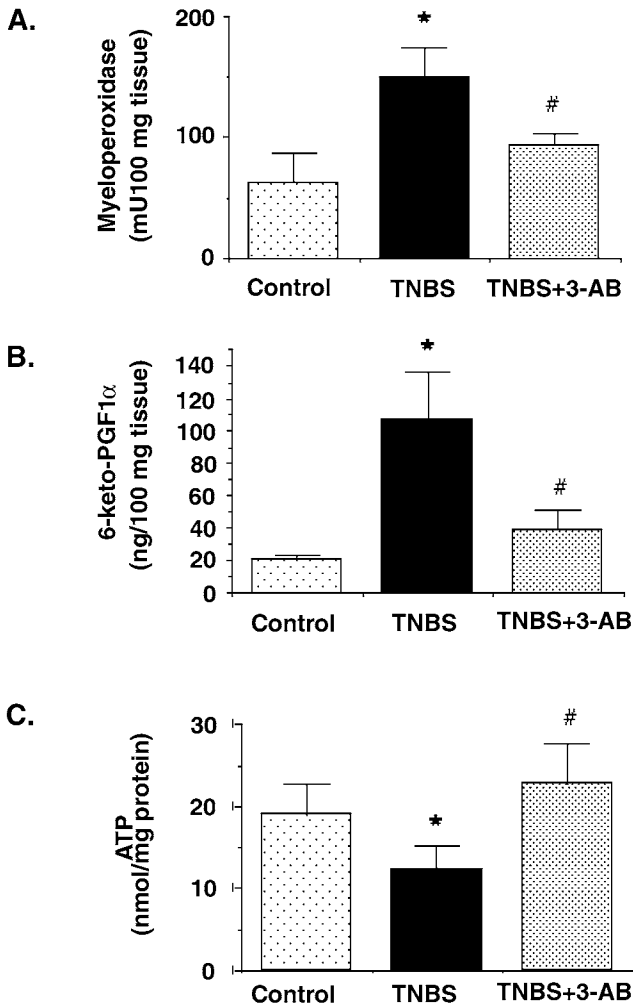 A.
Myeloperoxidase
(mU100 mg tissue)
200
100
0
★
#
Control
TNBS
TNBS+3-AB
B.
6-keto-PGF1α
(ng/100 mg tissue)
140
120
100
80
60
40
20
0
★
#
Control
TNBS
TNBS+3-AB
C.
ATP
(nmol/mg protein)
30
20
10
0
★
#
Control
TNBS
TNBS+3-AB